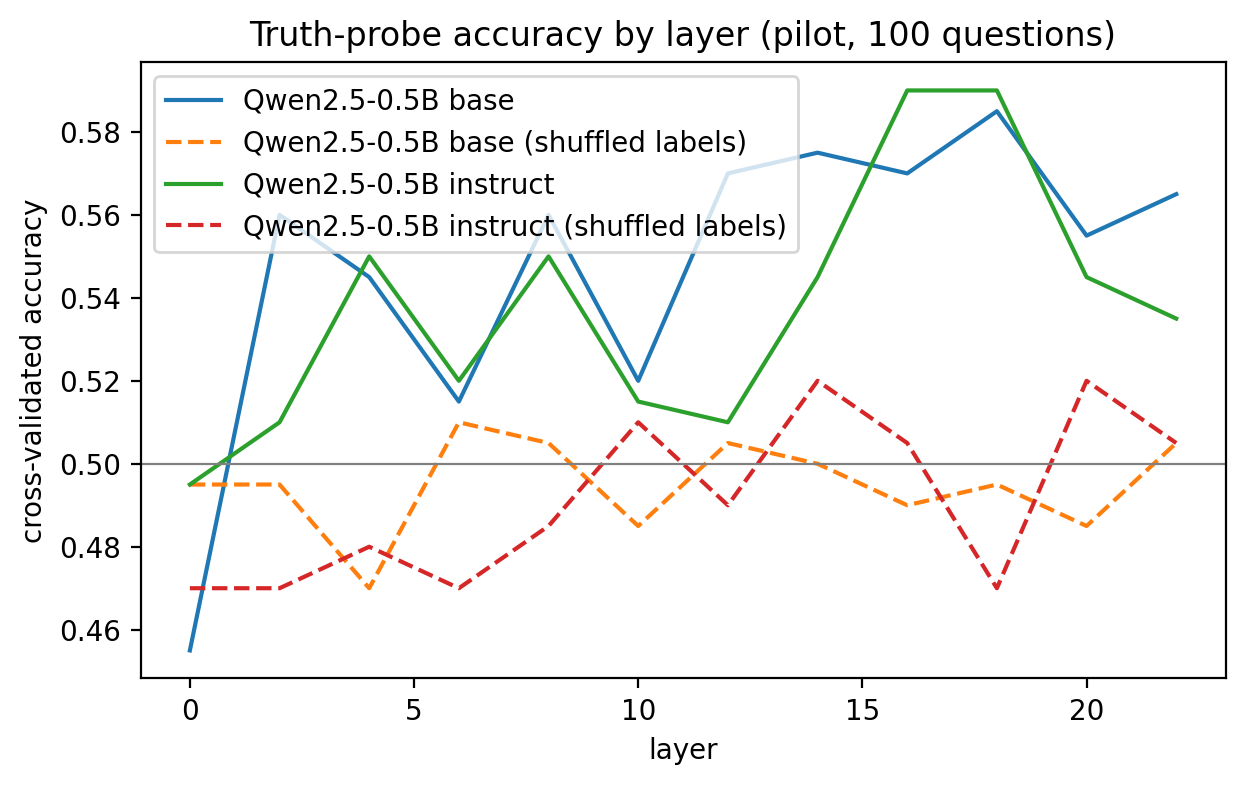 Truth-probe accuracy by layer (pilot, 100 questions)
Qwen2.5-0.5B base
Qwen2.5-0.5B base (shuffled labels)
Qwen2.5-0.5B instruct
Qwen2.5-0.5B instruct (shuffled labels)
cross-validated accuracy
0.58
0.56
0.54
0.52
0.50
0.48
0.46
0 5 10 15 20
layer